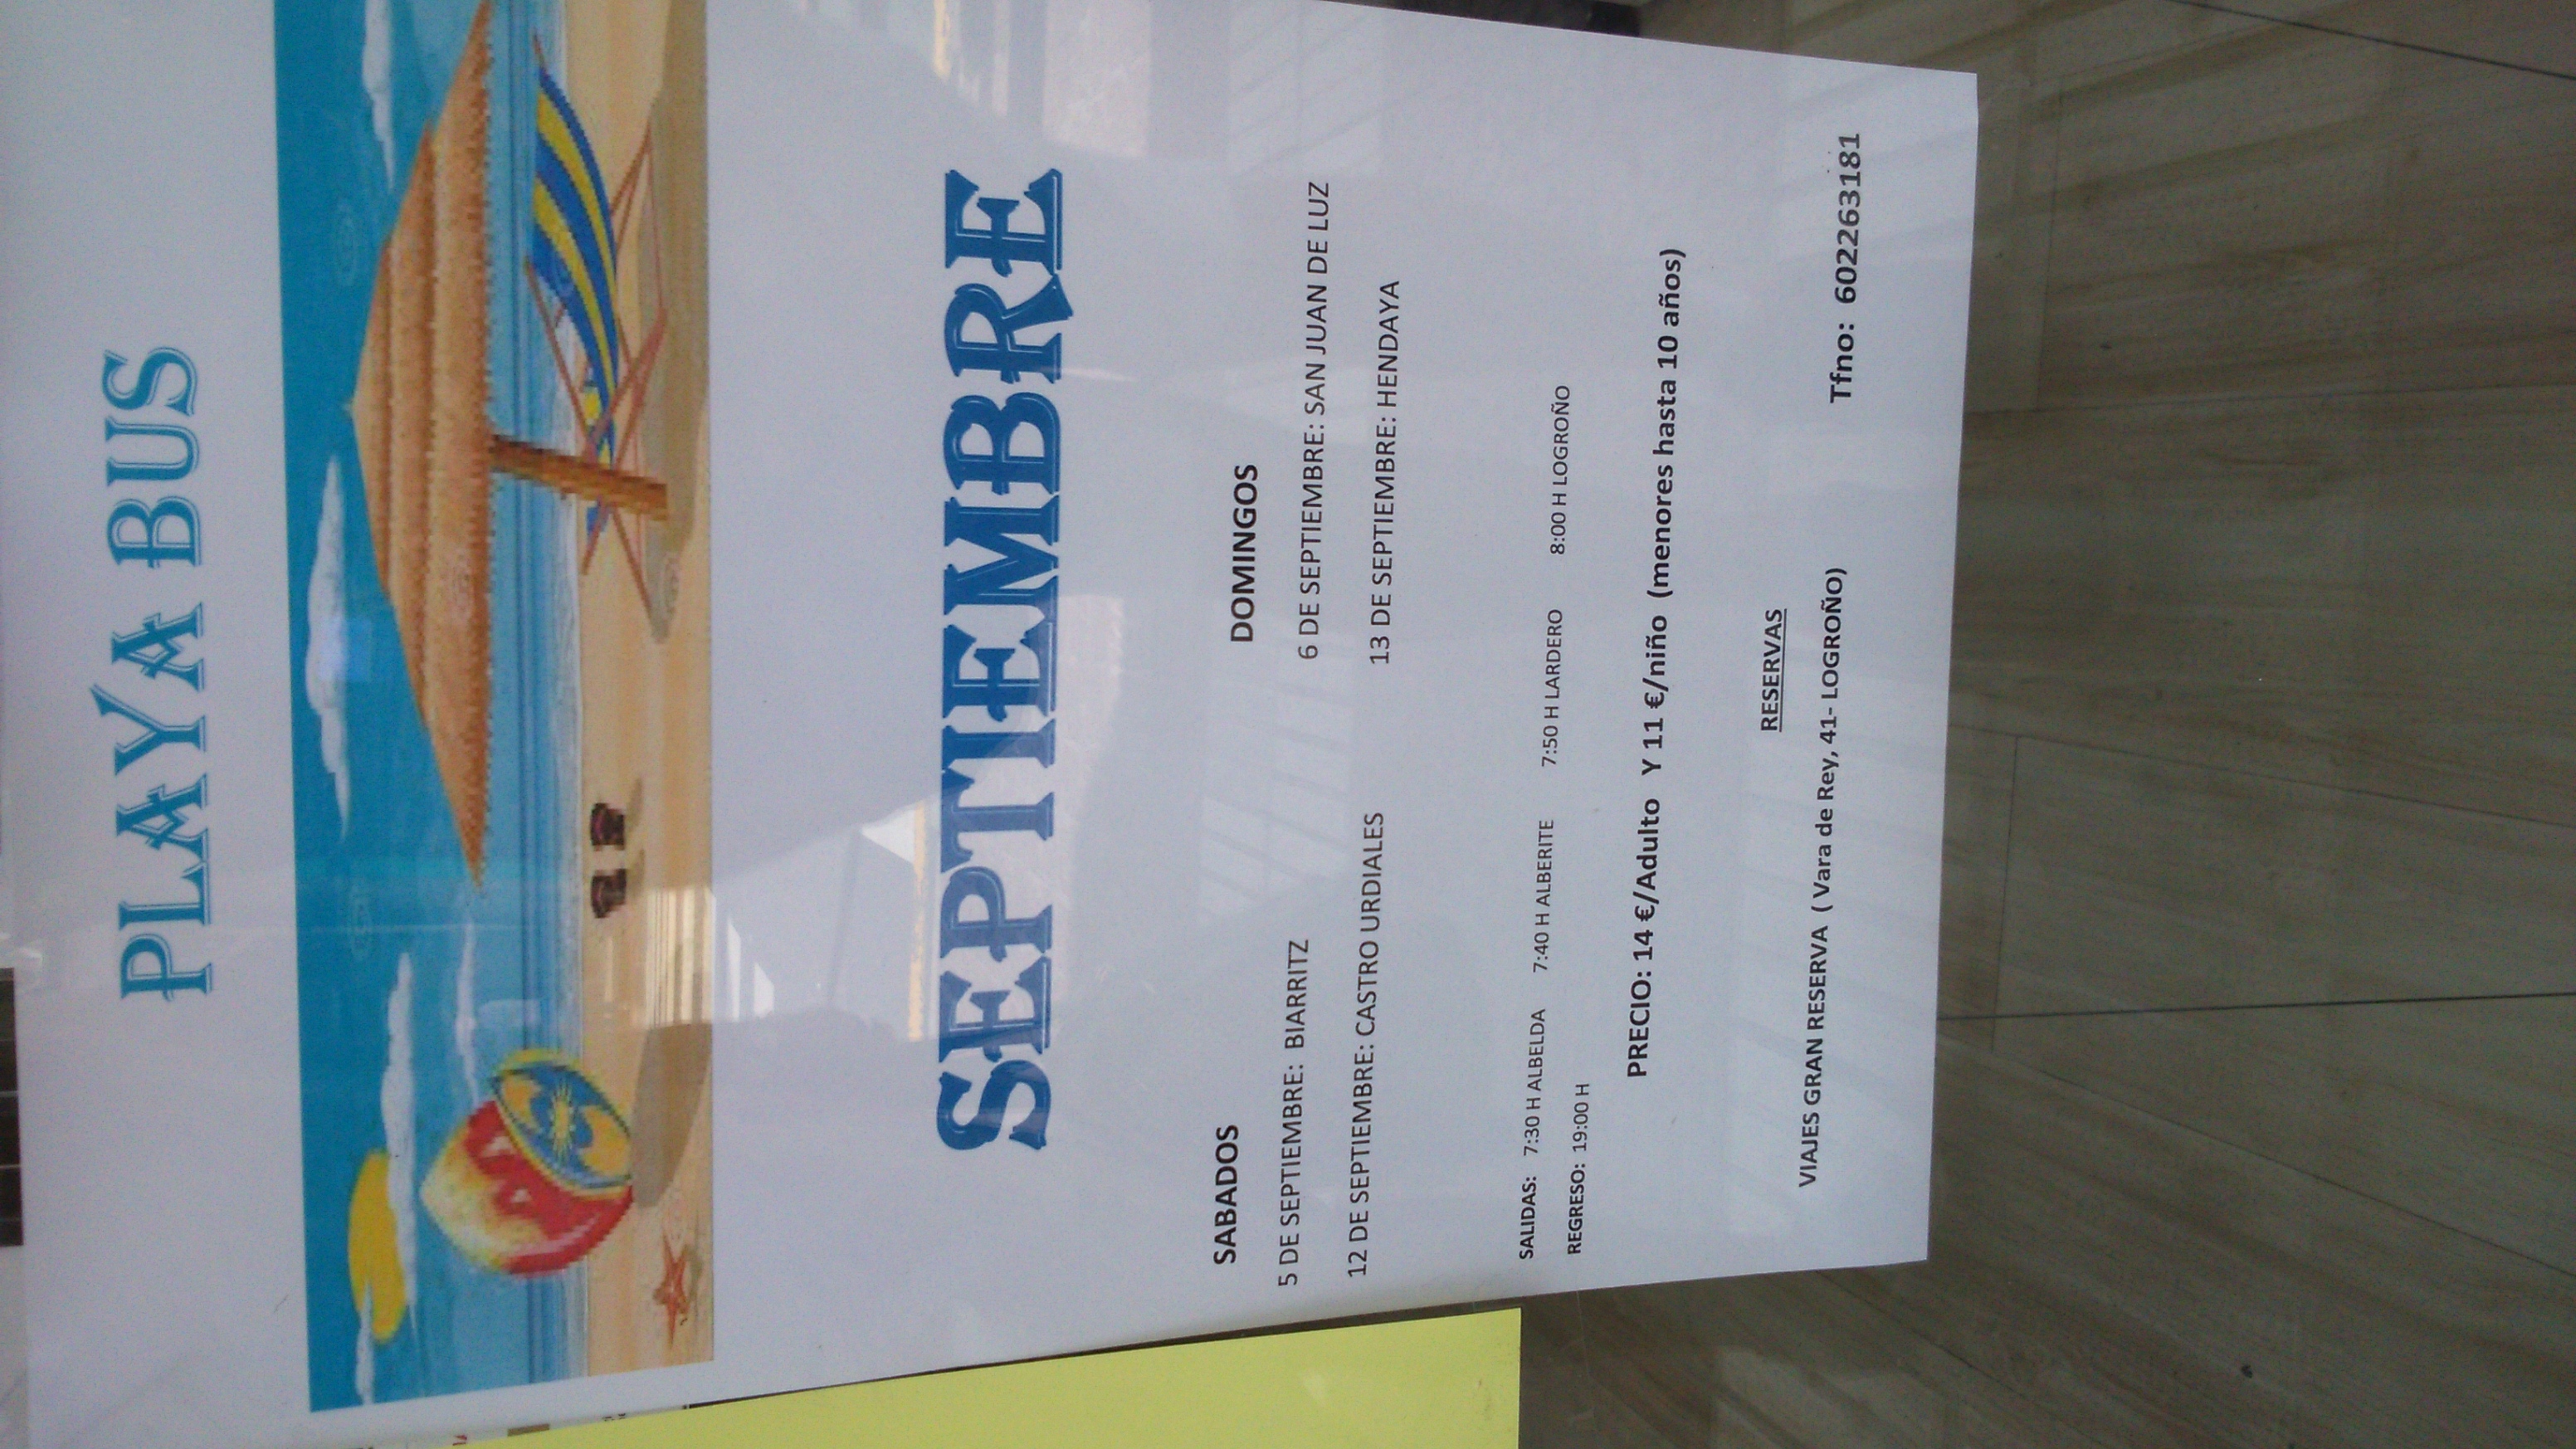 PLAYA BUS
SEPTIEMBRE
SABADOS
5 DE SEPTIEMBRE: BIARRITZ
12 DE SEPTIEMBRE: CASTRO URDIALES
DOMINGOS
6 DE SEPTIEMBRE: SAN JUAN DE LUZ
13 DE SEPTIEMBRE: HENDAYA
SALIDAS: 7:30 H ALBELDA 7:40 H ALBERITE 7:50 H LARDERO 8:00 H LOGROÑO
REGRESO: 19:00 H
PRECIO: 14 €/Adulto Y 11 €/niño (menores hasta 10 años)
RESERVAS
VIAJES GRAN RESERVA ( Vara de Rey, 41- LOGROÑO) Tfno: 602263181